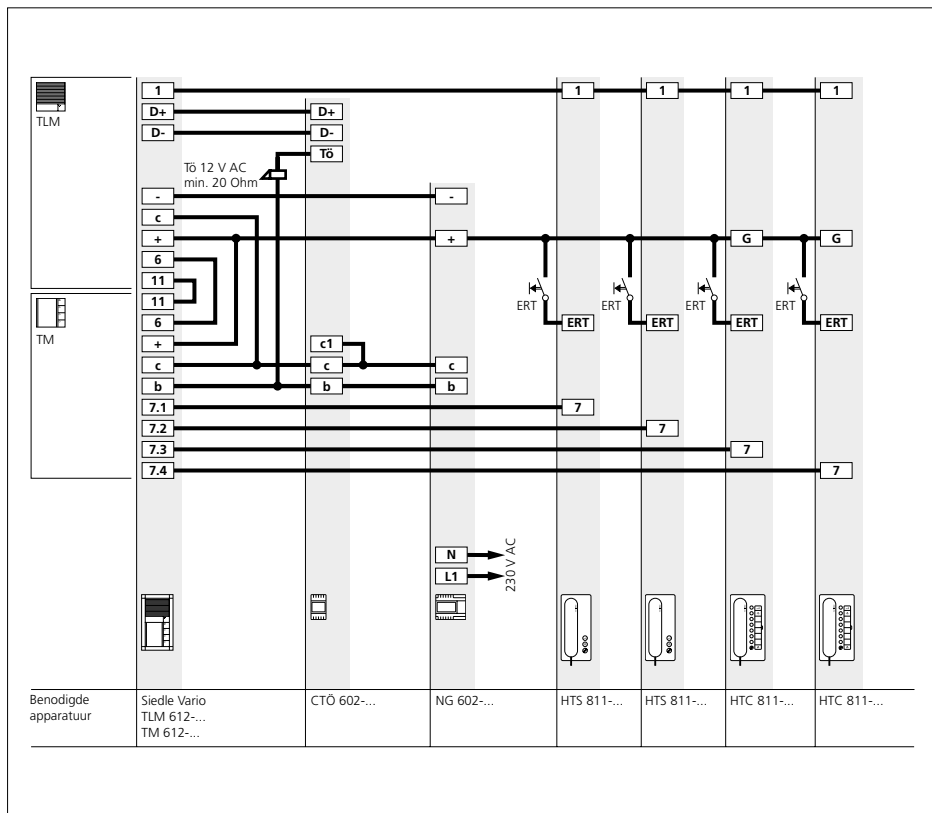 1 1 1 1 1
TLM
D+ D+
D- D-
Tö
Tö 12 V AC
min. 20 Ohm
- -
c
+ + G G
6
11
ERT ERT ERT ERT
11
6 ERT ERT ERT ERT
TM
+ c1
c c c
b b b
7.1 7
7.2 7
7.3 7
7.4 7
N
L1
230 V AC
Benodigde
apparatuur
Siedle Vario
TLM 612-...
TM 612-...
CTÖ 602-...
NG 602-...
HTS 811-...
HTS 811-...
HTC 811-...
HTC 811-...